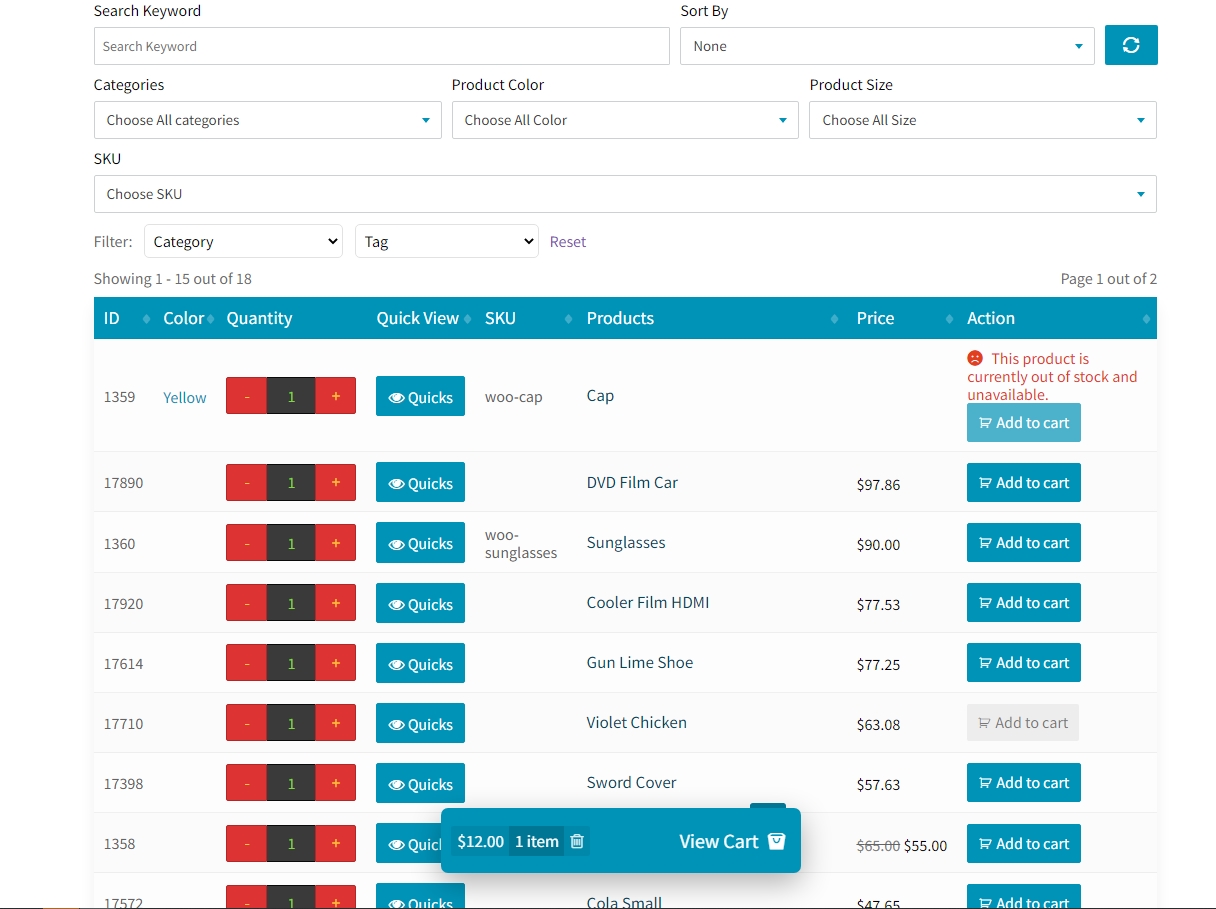 Search Keyword Sort By
Search Keyword None
Categories Product Color Product Size
Choose All categories Choose All Color Choose All Size
SKU
Choose SKU
Filter: Category Tag Reset
Showing 1 - 15 out of 18 Page 1 out of 2
ID Color Quantity Quick View SKU Products Price Action
This product is
currently out of stock and
unavailable.
1359 Yellow - 1 + Quicks woo-cap Cap
Add to cart
17890 - 1 + Quicks DVD Film Car $97.86 Add to cart
1360 - 1 + Quicks woo-
sunglasses Sunglasses $90.00 Add to cart
17920 - 1 + Quicks Cooler Film HDMI $77.53 Add to cart
17614 - 1 + Quicks Gun Lime Shoe $77.25 Add to cart
17710 - 1 + Quicks Violet Chicken $63.08 Add to cart
17398 - 1 + Quicks Sword Cover $57.63 Add to cart
1358 - 1 + $65.00 $55.00 Add to cart
$12.00 1 item View Cart
17572 - 1 + Quicks Cola Small $47.65 Add to cart